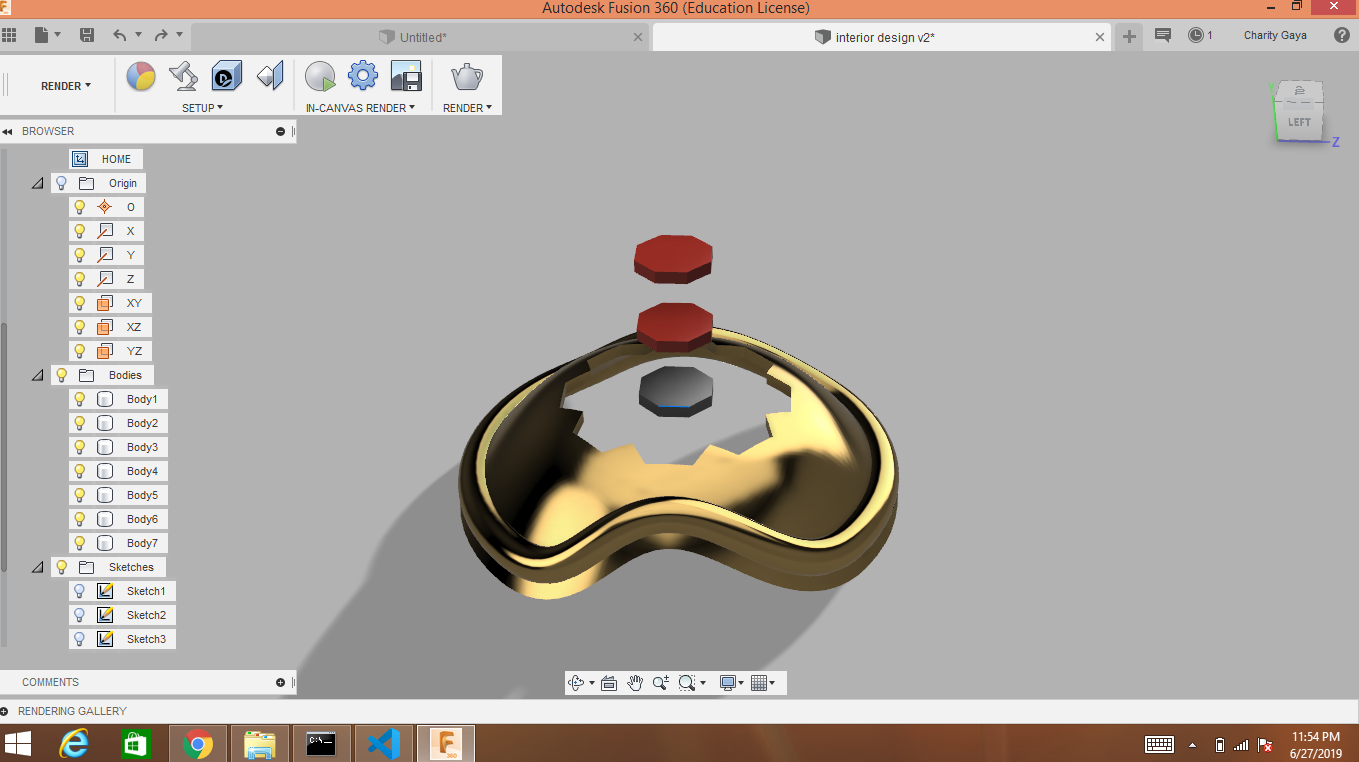 Autodesk Fusion 360 (Education License)
Untitled*
interior design v2*
1
Charity Gaya
RENDER
SETUP
IN-CANVAS RENDER
RENDER
BROWSER
HOME
Origin
O
X
Y
Z
XY
XZ
YZ
Bodies
Body1
Body2
Body3
Body4
Body5
Body6
Body7
Sketches
Sketch1
Sketch2
Sketch3
LEFT
Z
COMMENTS
RENDERING GALLERY
C:\_
360
11:54 PM
6/27/2019